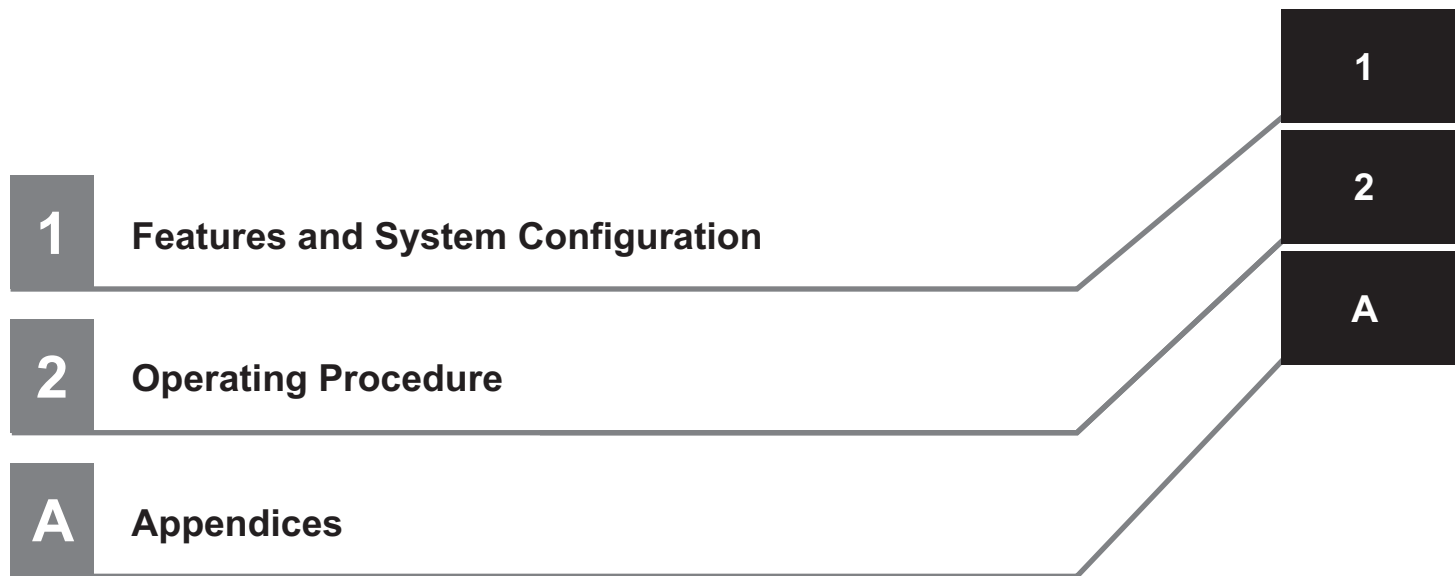 1
2
A
1 Features and System Configuration
2 Operating Procedure
A Appendices